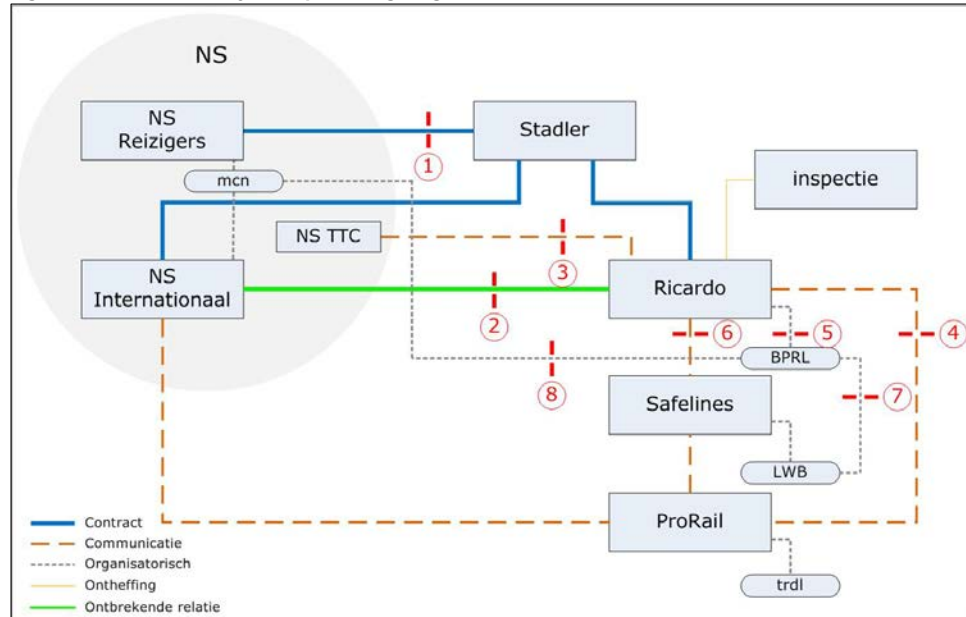 NS
NS
Reizigers
Stadler
1
mcn
inspectie
NS TTC
3
NS
Internationaal
Ricardo
2
6
5
4
BPRL
8
7
Safelines
LWB
ProRail
trdl
Contract
Communicatie
Organisatorisch
Ontheffing
Ontbrekende relatie